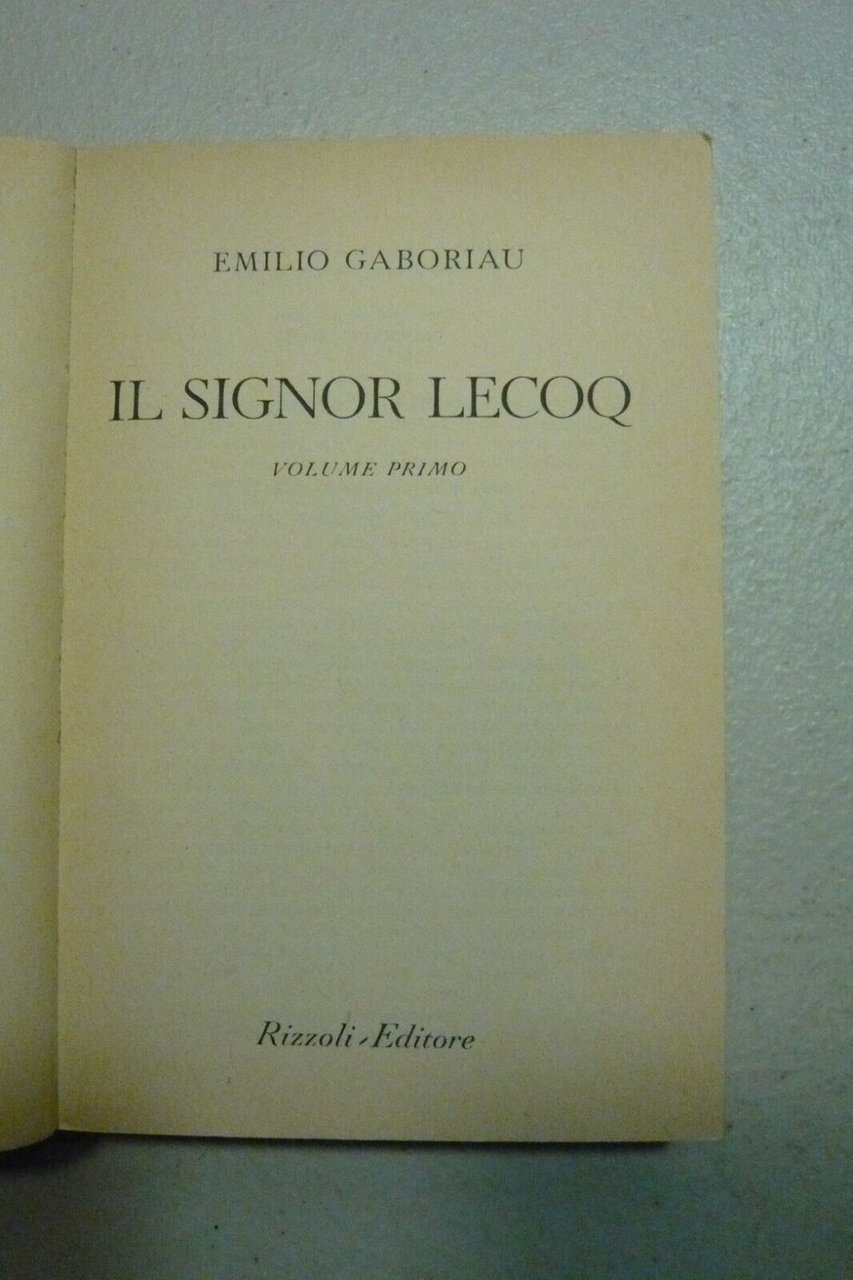 EMILIO GABORIAU
IL SIGNOR LECOQ
VOLUME PRIMO
Rizzoli-Editore